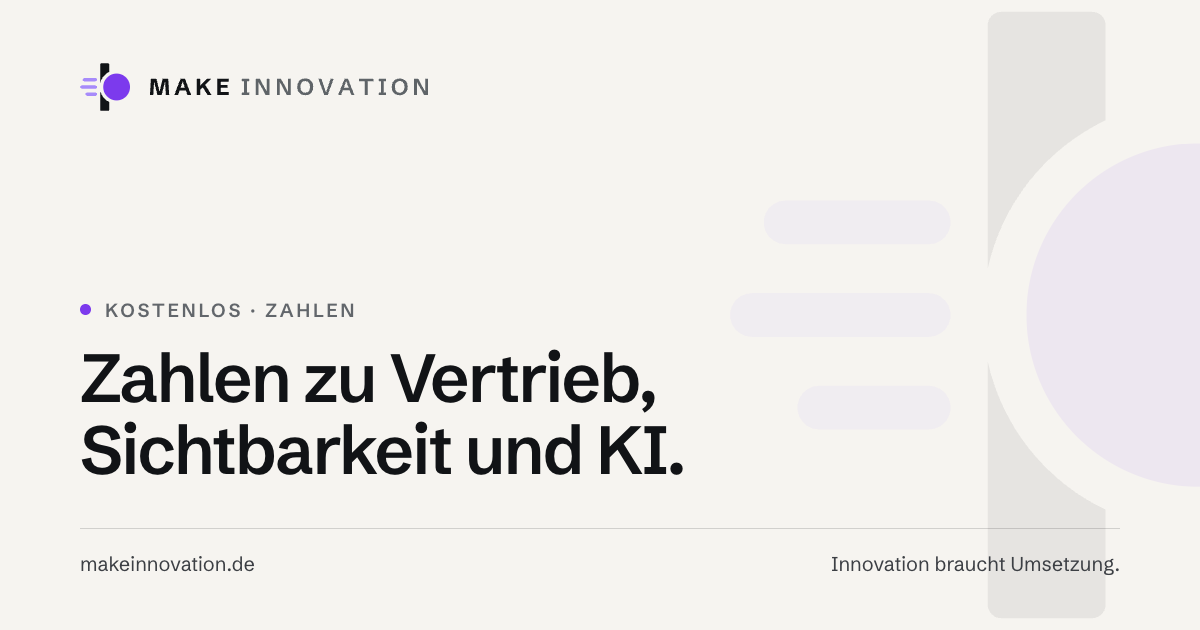 MAKE INNOVATION
KOSTENLOS · ZAHLEN
Zahlen zu Vertrieb,
Sichtbarkeit und KI.
makeinnovation.de
Innovation braucht Umsetzung.